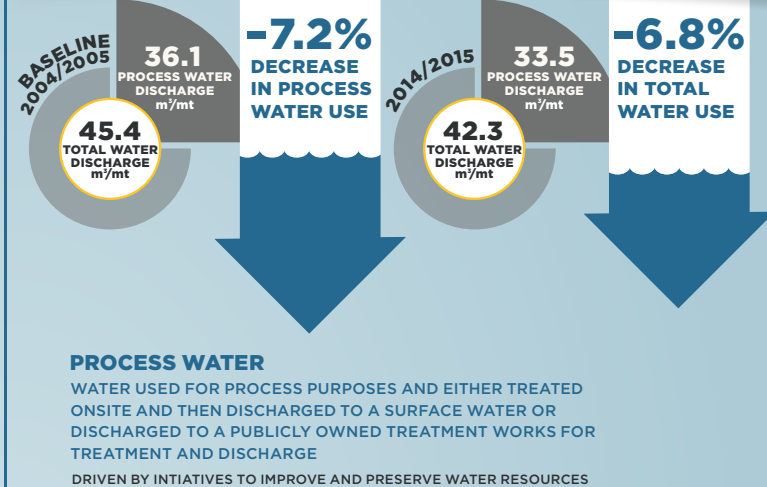 BASELINE
2004/2005
36.1
PROCESS WATER
DISCHARGE
m³/mt
45.4
TOTAL WATER
DISCHARGE
m³/mt
–7.2%
DECREASE
IN PROCESS
WATER USE
2014/2015
33.5
PROCESS WATER
DISCHARGE
m³/mt
42.3
TOTAL WATER
DISCHARGE
m³/mt
–6.8%
DECREASE
IN TOTAL
WATER USE
PROCESS WATER
WATER USED FOR PROCESS PURPOSES AND EITHER TREATED
ONSITE AND THEN DISCHARGED TO A SURFACE WATER OR
DISCHARGED TO A PUBLICLY OWNED TREATMENT WORKS FOR
TREATMENT AND DISCHARGE
DRIVEN BY INTIATIVES TO IMPROVE AND PRESERVE WATER RESOURCES